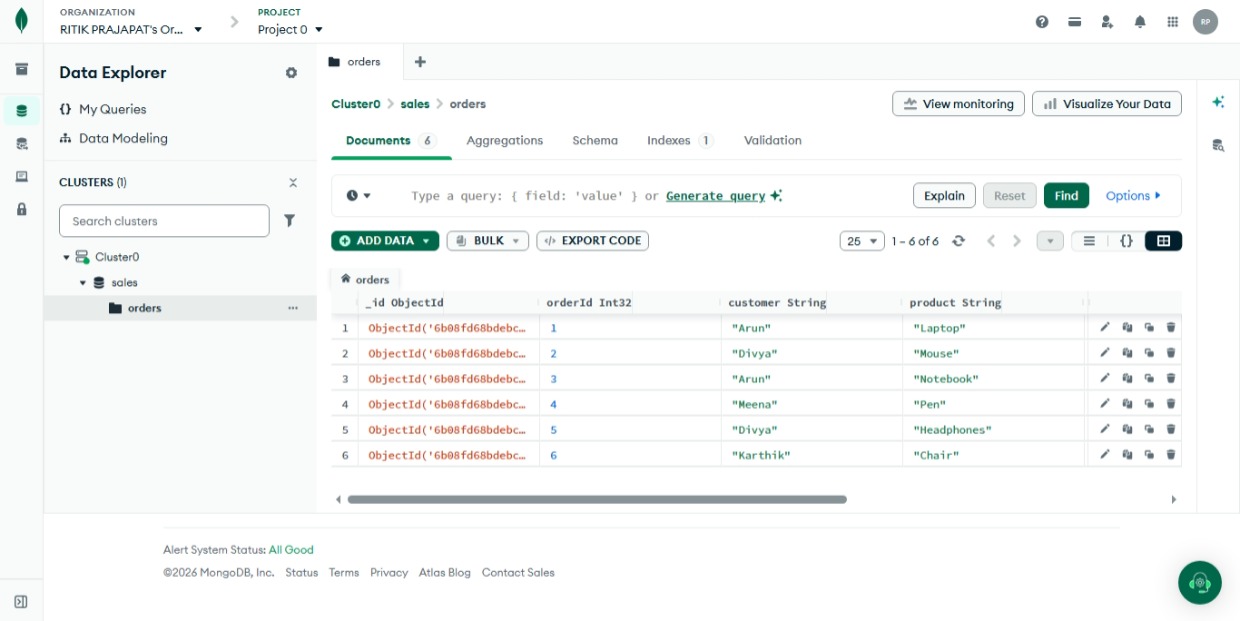 ORGANIZATION
RITIK PRAJAPAT's Or...
PROJECT
Project 0
RP
Data Explorer
My Queries
Data Modeling
CLUSTERS (1)
Search clusters
Cluster0
sales
orders
orders
Cluster0 > sales > orders
View monitoring
Visualize Your Data
Documents 6 Aggregations Schema Indexes 1 Validation
Type a query: { field: 'value' } or Generate query
Explain Reset Find Options
ADD DATA BULK EXPORT CODE
25 1 – 6 of 6
orders
_id ObjectId orderId Int32 customer String product String
1 ObjectId('6b08fd68bdebc… 1 "Arun" "Laptop"
2 ObjectId('6b08fd68bdebc… 2 "Divya" "Mouse"
3 ObjectId('6b08fd68bdebc… 3 "Arun" "Notebook"
4 ObjectId('6b08fd68bdebc… 4 "Meena" "Pen"
5 ObjectId('6b08fd68bdebc… 5 "Divya" "Headphones"
6 ObjectId('6b08fd68bdebc… 6 "Karthik" "Chair"
Alert System Status: All Good
©2026 MongoDB, Inc. Status Terms Privacy Atlas Blog Contact Sales